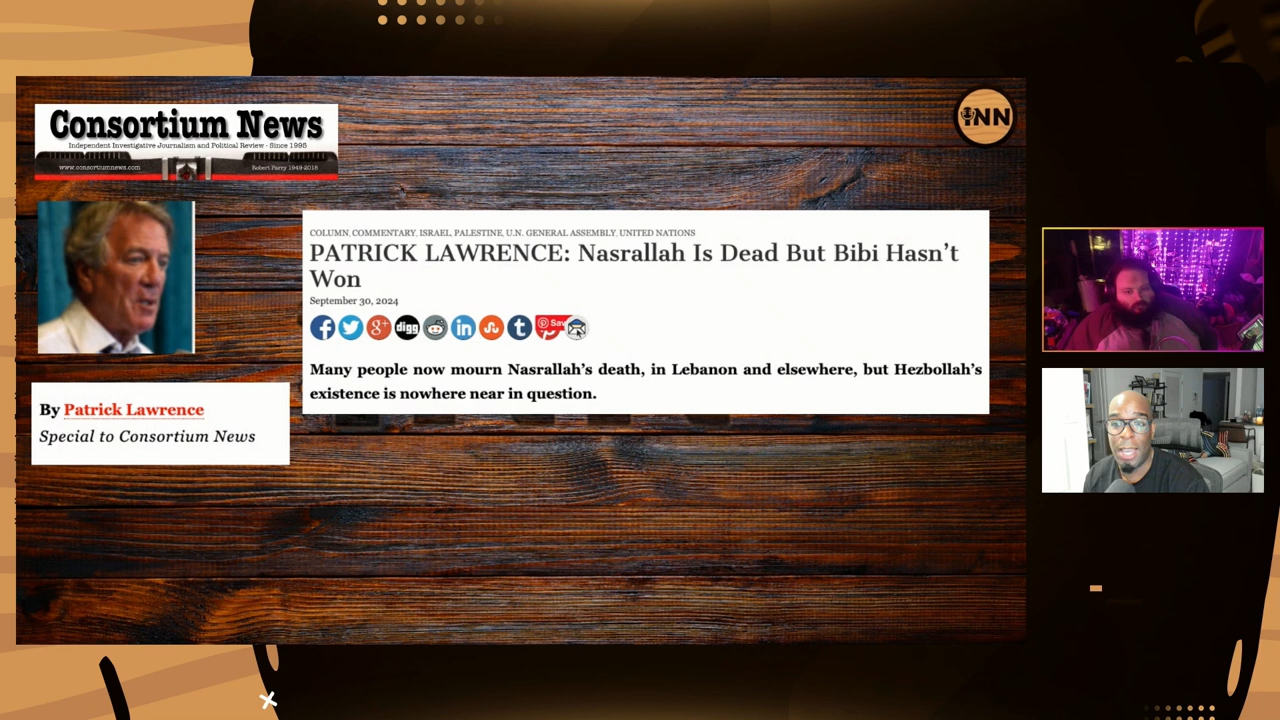 Consortium News
Independent Investigative Journalism and Political Review - Since 1995
www.consortiumnews.com
Robert Parry 1949-2018
iNN
COLUMN, COMMENTARY, ISRAEL, PALESTINE, U.N. GENERAL ASSEMBLY, UNITED NATIONS
PATRICK LAWRENCE: Nasrallah Is Dead But Bibi Hasn’t
Won
September 30, 2024
digg
Sav
Many people now mourn Nasrallah’s death, in Lebanon and elsewhere, but Hezbollah’s
existence is nowhere near in question.
By Patrick Lawrence
Special to Consortium News